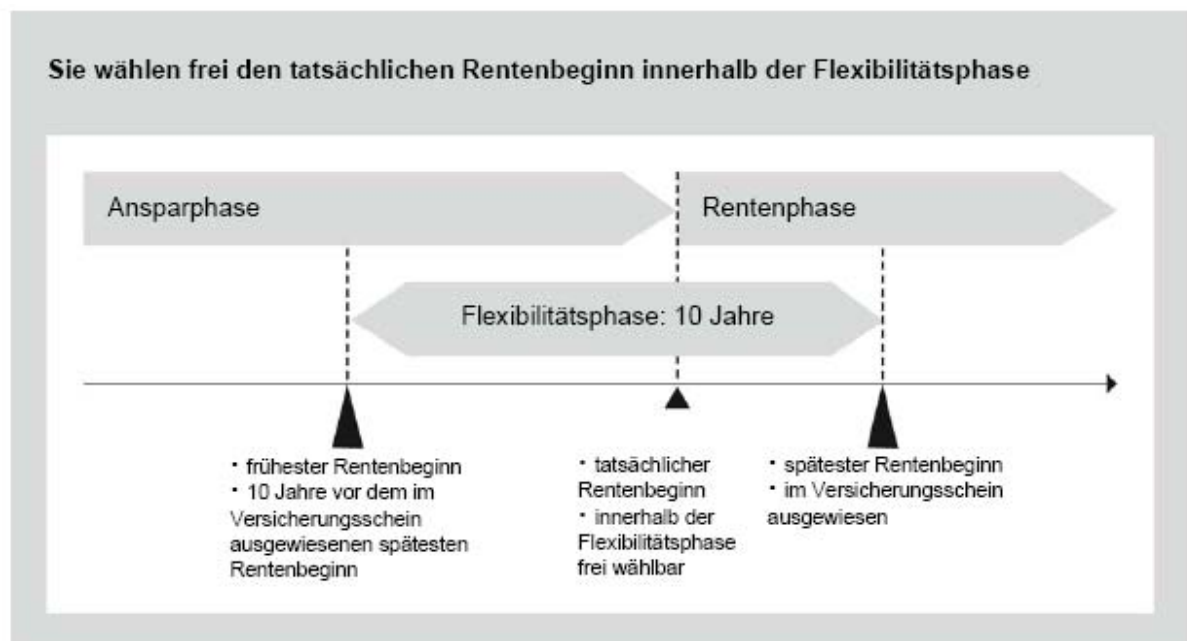 Sie wählen frei den tatsächlichen Rentenbeginn innerhalb der Flexibilitätsphase
Ansparphase
Rentenphase
Flexibilitätsphase: 10 Jahre
· frühester Rentenbeginn
· 10 Jahre vor dem im
Versicherungsschein
ausgewiesenen spätesten
Rentenbeginn
· tatsächlicher
Rentenbeginn
· innerhalb der
Flexibilitätsphase
frei wählbar
· spätester Rentenbeginn
· im Versicherungsschein
ausgewiesen